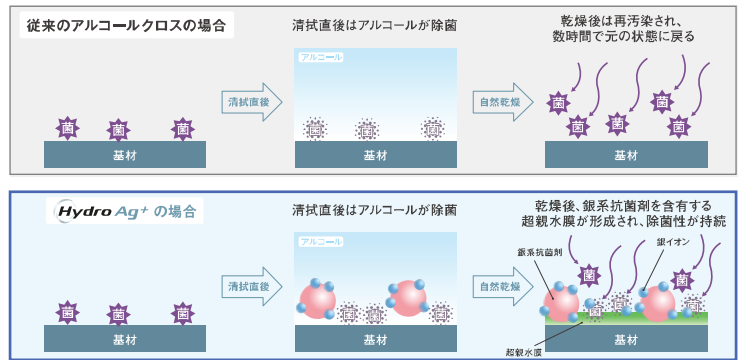 従来のアルコールクロスの場合
清拭直後はアルコールが除菌
乾燥後は再汚染され、
数時間で元の状態に戻る
アルコール
清拭直後
自然乾燥
菌 菌 菌
菌 菌 菌
菌 菌 菌 菌 菌
基材
基材
基材
Hydro Ag+ の場合
清拭直後はアルコールが除菌
乾燥後、銀系抗菌剤を含有する
超親水膜が形成され、除菌性が持続
アルコール
銀系抗菌剤
銀イオン
清拭直後
自然乾燥
菌 菌 菌
菌 菌 菌
菌 菌 菌 菌 菌
基材
基材
基材
超親水膜